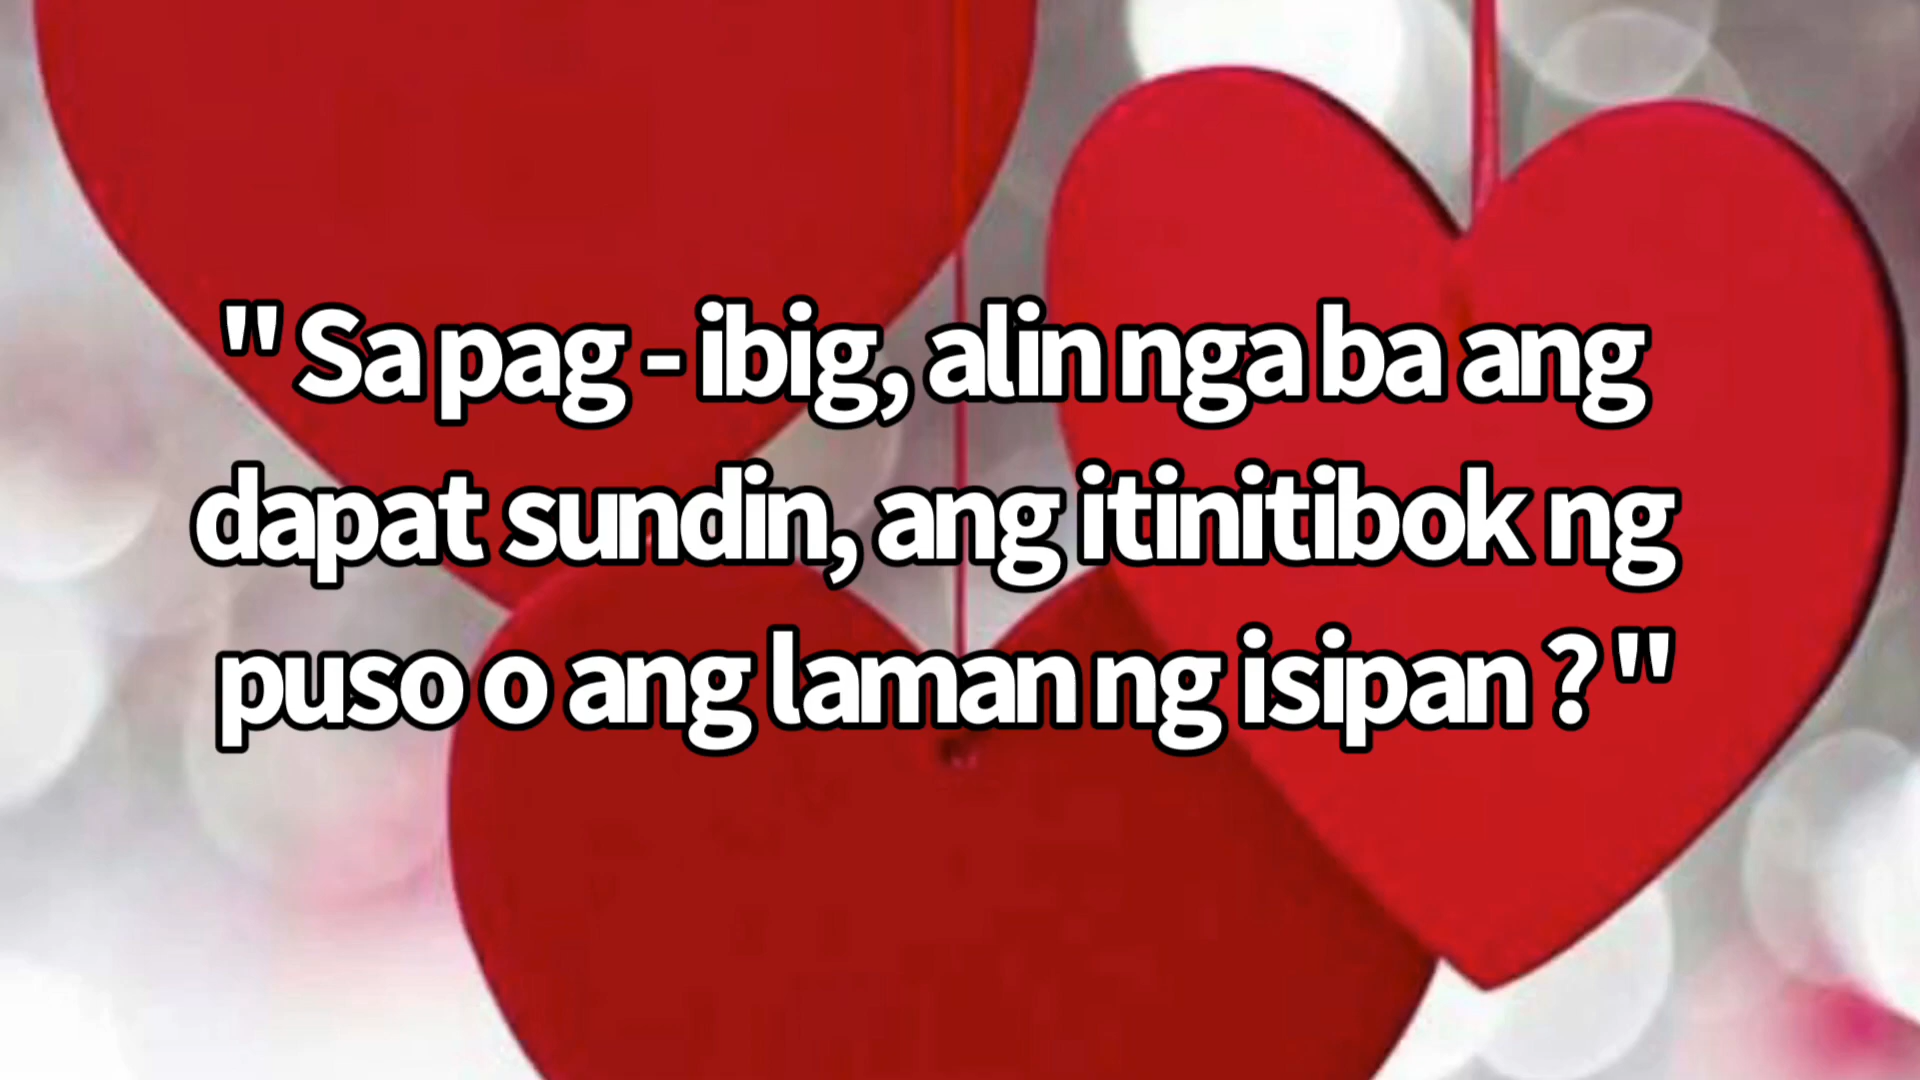 "Sa pag - ibig, alin nga ba ang
dapat sundin, ang itinitibok ng
puso o ang laman ng isipan ?"